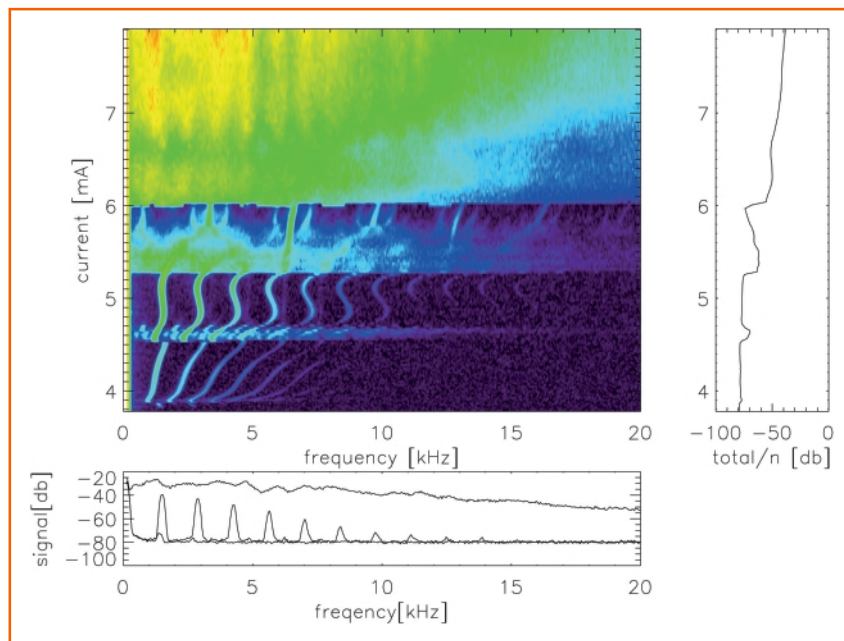 7
6
5
4
current [mA]
0 5 10 15 20
frequency [kHz]
7
6
5
4
-100 -50 0
total/n [db]
-20
-40
-60
-80
-100
signal[db]
0 5 10 15 20
freqency[kHz]